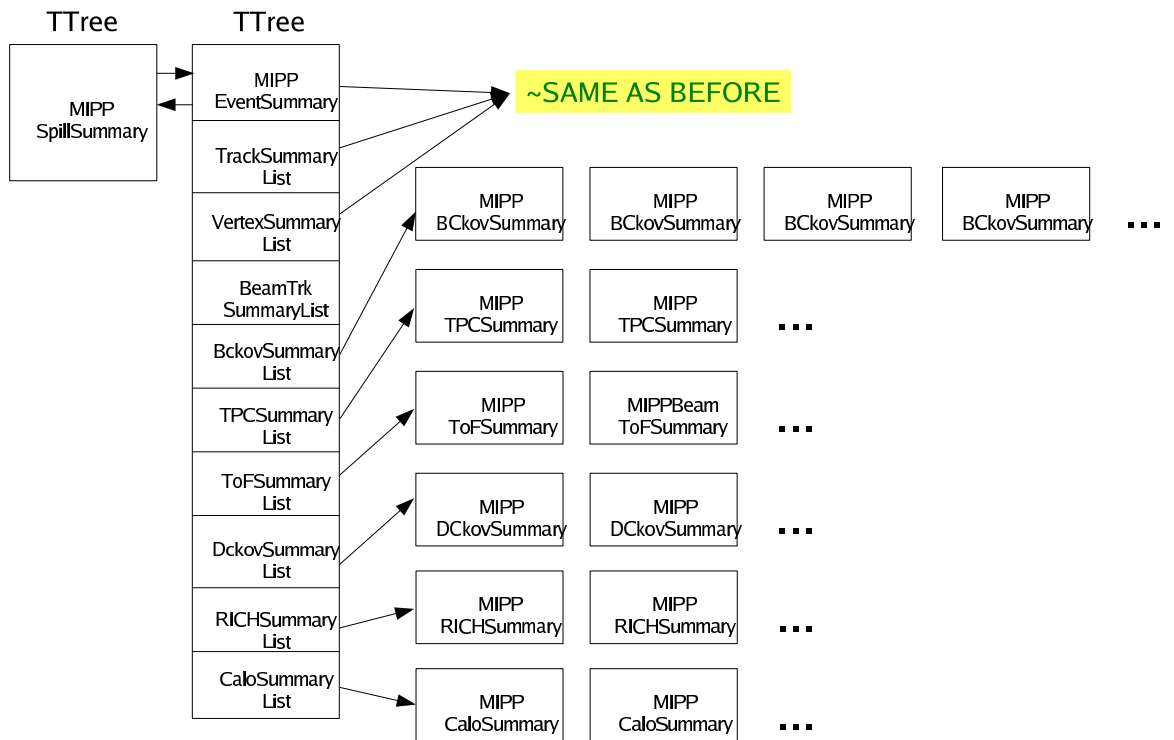 TTree
TTree
MIPP
SpillSummary
MIPP
EventSummary
TrackSummary
List
VertexSummary
List
BeamTrk
SummaryList
BckovSummary
List
TPCSummary
List
ToFSummary
List
DckovSummary
List
RICHSummary
List
CaloSummary
List
~SAME AS BEFORE
MIPP
BCkovSummary
MIPP
BCkovSummary
MIPP
BCkovSummary
MIPP
BCkovSummary
...
MIPP
TPCSummary
MIPP
TPCSummary
...
MIPP
ToFSummary
MIPPBeam
ToFSummary
...
MIPP
DCkovSummary
MIPP
DCkovSummary
...
MIPP
RICHSummary
MIPP
RICHSummary
...
MIPP
CaloSummary
MIPP
CaloSummary
...